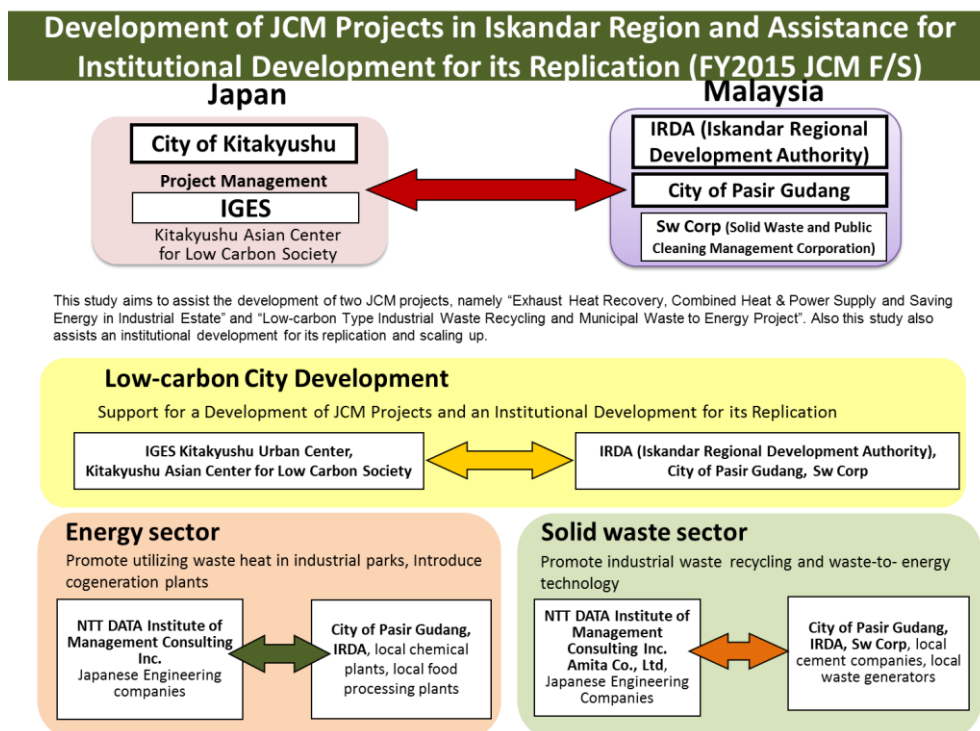 Development of JCM Projects in Iskandar Region and Assistance for
Institutional Development for its Replication (FY2015 JCM F/S)
Japan
City of Kitakyushu
Project Management
IGES
Kitakyushu Asian Center
for Low Carbon Society
Malaysia
IRDA (Iskandar Regional
Development Authority)
City of Pasir Gudang
Sw Corp (Solid Waste and Public
Cleaning Management Corporation)
This study aims to assist the development of two JCM projects, namely “Exhaust Heat Recovery, Combined Heat & Power Supply and Saving
Energy in Industrial Estate” and “Low-carbon Type Industrial Waste Recycling and Municipal Waste to Energy Project”. Also this study also
assists an institutional development for its replication and scaling up.
Low-carbon City Development
Support for a Development of JCM Projects and an Institutional Development for its Replication
IGES Kitakyushu Urban Center,
Kitakyushu Asian Center for Low Carbon Society
IRDA (Iskandar Regional Development Authority),
City of Pasir Gudang, Sw Corp
Energy sector
Promote utilizing waste heat in industrial parks, Introduce
cogeneration plants
NTT DATA Institute of
Management Consulting
Inc.
Japanese Engineering
companies
City of Pasir Gudang,
IRDA, local chemical
plants, local food
processing plants
Solid waste sector
Promote industrial waste recycling and waste-to- energy
technology
NTT DATA Institute of
Management
Consulting Inc.
Amita Co., Ltd,
Japanese Engineering
Companies
City of Pasir Gudang,
IRDA, Sw Corp, local
cement companies, local
waste generators